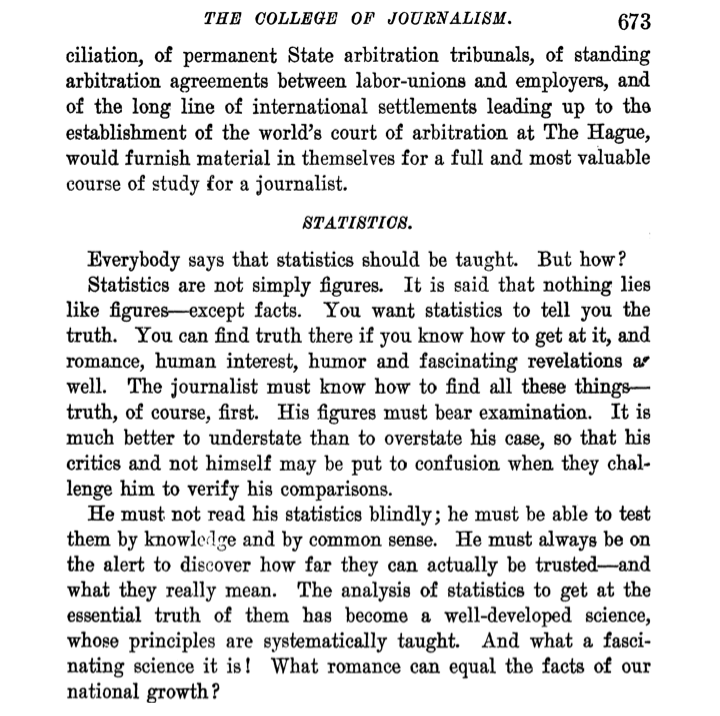 THE COLLEGE OF JOURNALISM. 673
ciliation, of permanent State arbitration tribunals, of standing
arbitration agreements between labor-unions and employers, and
of the long line of international settlements leading up to the
establishment of the world's court of arbitration at The Hague,
would furnish material in themselves for a full and most valuable
course of study for a journalist.
STATISTICS.
Everybody says that statistics should be taught. But how?
Statistics are not simply figures. It is said that nothing lies
like figures—except facts. You want statistics to tell you the
truth. You can find truth there if you know how to get at it, and
romance, human interest, humor and fascinating revelations as
well. The journalist must know how to find all these things—
truth, of course, first. His figures must bear examination. It is
much better to understate than to overstate his case, so that his
critics and not himself may be put to confusion when they chal-
lenge him to verify his comparisons.
He must not read his statistics blindly; he must be able to test
them by knowledge and by common sense. He must always be on
the alert to discover how far they can actually be trusted—and
what they really mean. The analysis of statistics to get at the
essential truth of them has become a well-developed science,
whose principles are systematically taught. And what a fasci-
nating science it is! What romance can equal the facts of our
national growth?